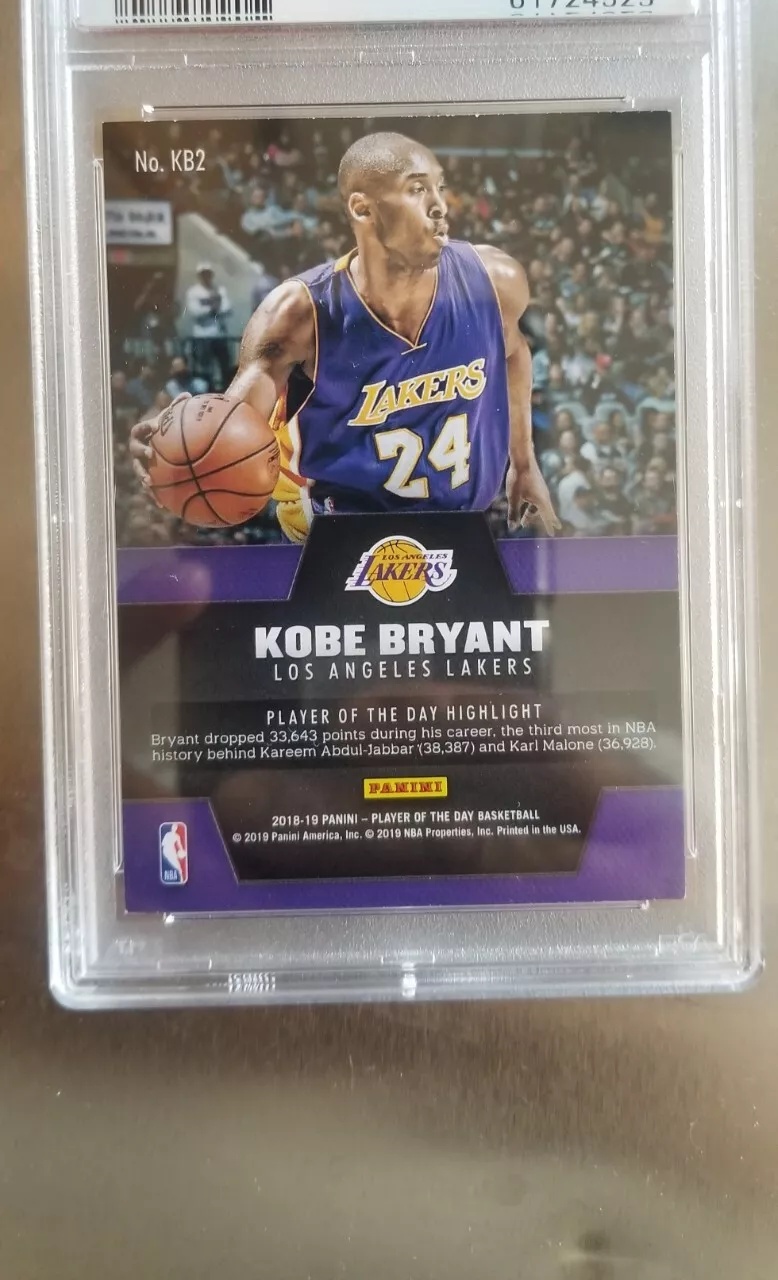 No. KB2
LAKERS
24
LOS ANGELES
LAKERS
KOBE BRYANT
LOS ANGELES LAKERS
PLAYER OF THE DAY HIGHLIGHT
Bryant dropped 33,643 points during his career, the third most in NBA
history behind Kareem Abdul-Jabbar (38,387) and Karl Malone (36,928).
PANINI
2018-19 PANINI – PLAYER OF THE DAY BASKETBALL
© 2019 Panini America, Inc. © 2019 NBA Properties, Inc. Printed in the USA.
NBA